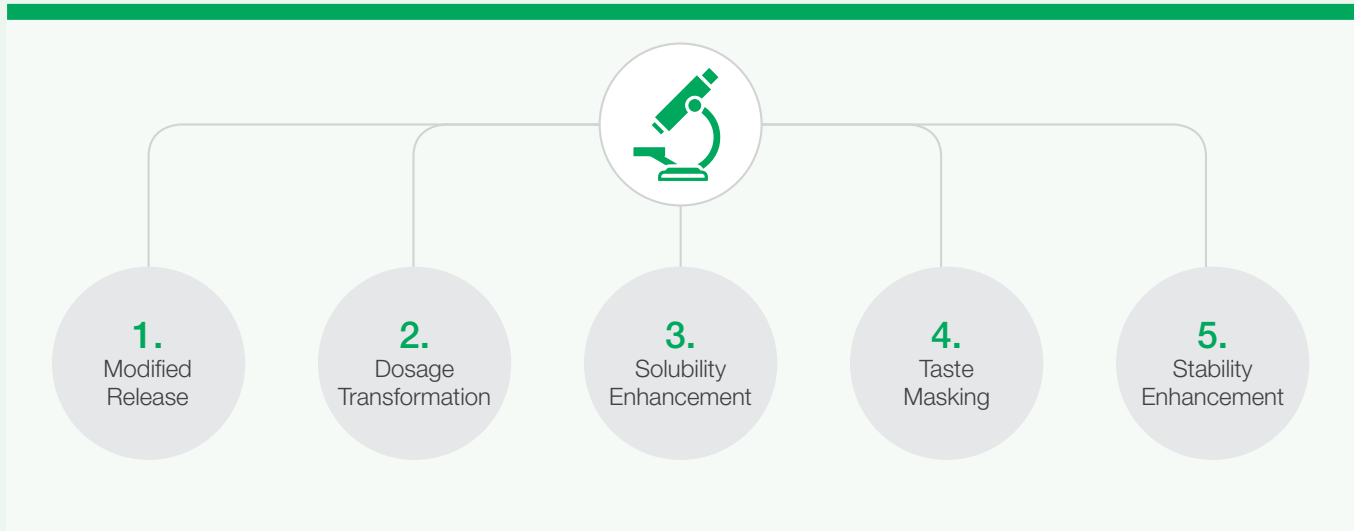 1.
Modified
Release
2.
Dosage
Transformation
3.
Solubility
Enhancement
4.
Taste
Masking
5.
Stability
Enhancement